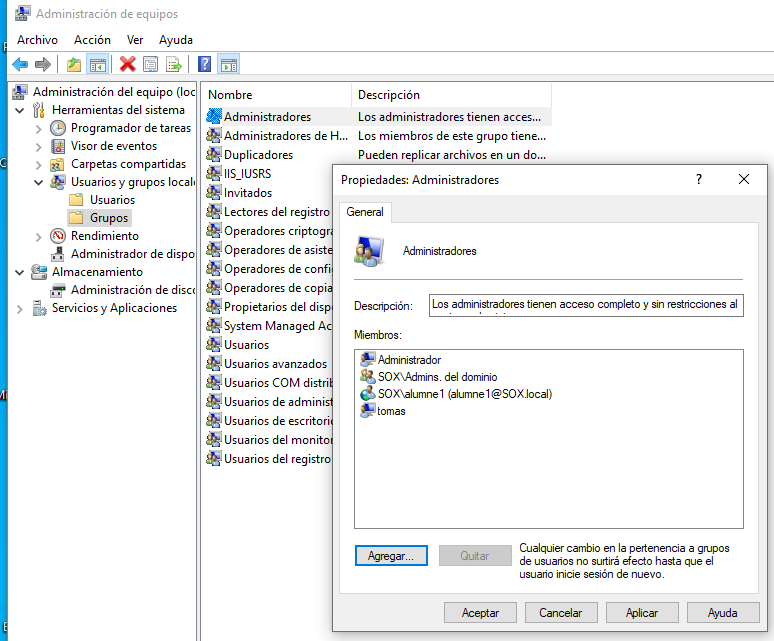 Administración de equipos
Archivo Acción Ver Ayuda
Administración del equipo (loc
Herramientas del sistema
Programador de tareas
Visor de eventos
Carpetas compartidas
Usuarios y grupos locale
Usuarios
Grupos
Rendimiento
Administrador de dispo
Almacenamiento
Administración de disco
Servicios y Aplicaciones
Nombre Descripción
Administradores Los administradores tienen acces...
Administradores de H... Los miembros de este grupo tiene...
Duplicadores Pueden replicar archivos en un do...
IIS_IUSRS
Invitados
Lectores del registro
Operadores criptogra
Operadores de asiste
Operadores de confi
Operadores de copia
Propietarios del disp
System Managed Ac
Usuarios
Usuarios avanzados
Usuarios COM distrib
Usuarios de administ
Usuarios de escritorio
Usuarios del monitor
Usuarios del registro
Propiedades: Administradores
?
General
Administradores
Descripción: Los administradores tienen acceso completo y sin restricciones al
Miembros:
Administrador
SOX\Admins. del dominio
SOX\alumne1 (alumne1@SOX.local)
tomas
Agregar... Quitar
Cualquier cambio en la pertenencia a grupos
de usuarios no surtirá efecto hasta que el
usuario inicie sesión de nuevo.
Aceptar Cancelar Aplicar Ayuda